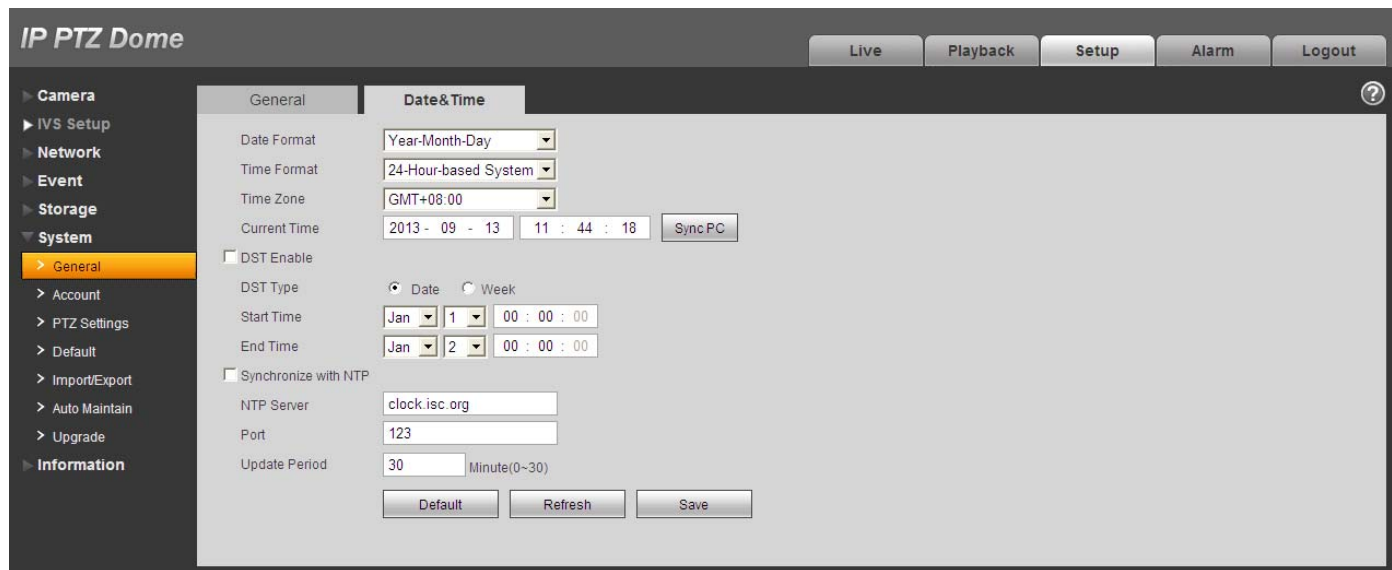 IP PTZ Dome
Live Playback Setup Alarm Logout
Camera
IVS Setup
Network
Event
Storage
System
General
Account
PTZ Settings
Default
Import/Export
Auto Maintain
Upgrade
Information
General Date&Time
?
Date Format Year-Month-Day
Time Format 24-Hour-based System
Time Zone GMT+08:00
Current Time 2013 - 09 - 13 11 : 44 : 18 Sync PC
DST Enable
DST Type Date Week
Start Time Jan 1 00 : 00 : 00
End Time Jan 2 00 : 00 : 00
Synchronize with NTP
NTP Server clock.isc.org
Port 123
Update Period 30 Minute(0~30)
Default Refresh Save